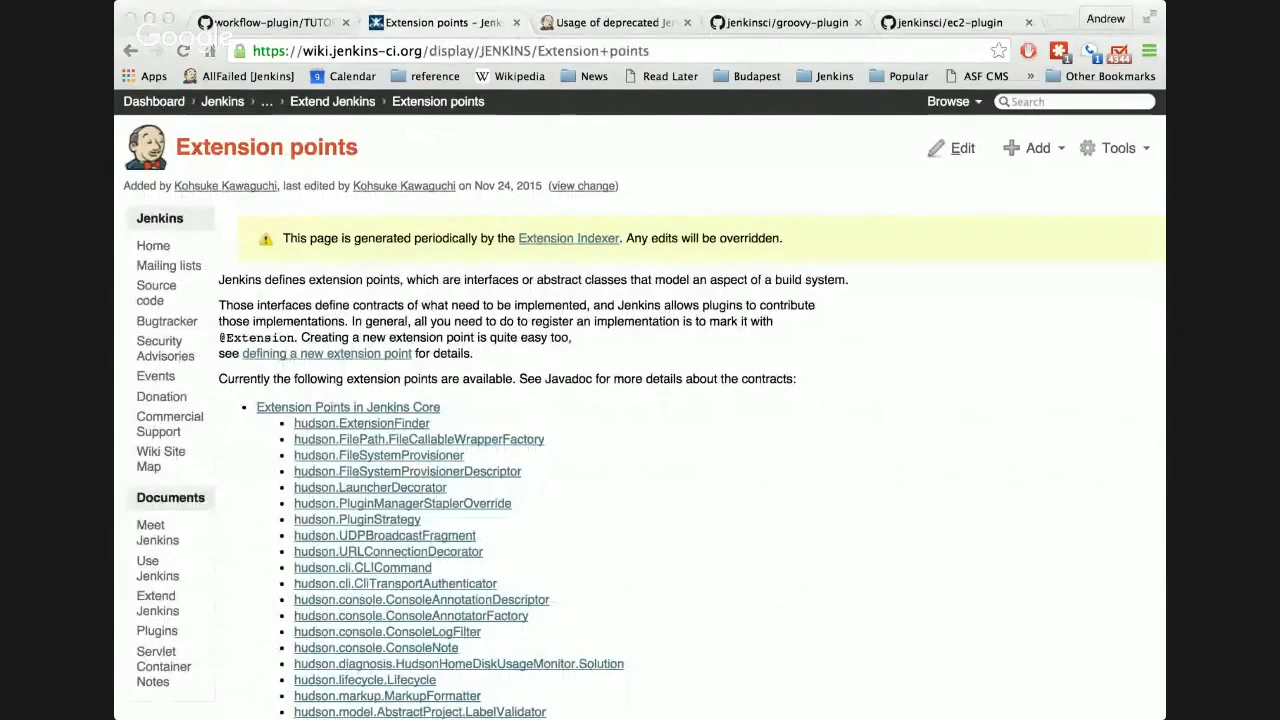 workflow-plugin/TUTO
Extension points - Jenk
Usage of deprecated Jen
jenkinsci/groovy-plugin
jenkinsci/ec2-plugin
Andrew
Google
https://wiki.jenkins-ci.org/display/JENKINS/Extension+points
1
1
4344
Apps
AllFailed [Jenkins]
9 Calendar
reference
W Wikipedia
News
Read Later
Budapest
Jenkins
Popular
ASF CMS
»
Other Bookmarks
Dashboard › Jenkins › ... › Extend Jenkins › Extension points
Browse
Search
Extension points
Edit
Add
Tools
Added by Kohsuke Kawaguchi, last edited by Kohsuke Kawaguchi on Nov 24, 2015 (view change)
Jenkins
Home
Mailing lists
Source
code
Bugtracker
Security
Advisories
Events
Donation
Commercial
Support
Wiki Site
Map
Documents
Meet
Jenkins
Use
Jenkins
Extend
Jenkins
Plugins
Servlet
Container
Notes
This page is generated periodically by the Extension Indexer. Any edits will be overridden.
Jenkins defines extension points, which are interfaces or abstract classes that model an aspect of a build system.
Those interfaces define contracts of what need to be implemented, and Jenkins allows plugins to contribute
those implementations. In general, all you need to do to register an implementation is to mark it with
@Extension. Creating a new extension point is quite easy too,
see defining a new extension point for details.
Currently the following extension points are available. See Javadoc for more details about the contracts:
• Extension Points in Jenkins Core
• hudson.ExtensionFinder
• hudson.FilePath.FileCallableWrapperFactory
• hudson.FileSystemProvisioner
• hudson.FileSystemProvisionerDescriptor
• hudson.LauncherDecorator
• hudson.PluginManagerStaplerOverride
• hudson.PluginStrategy
• hudson.UDPBroadcastFragment
• hudson.URLConnectionDecorator
• hudson.cli.CLICommand
• hudson.cli.CliTransportAuthenticator
• hudson.console.ConsoleAnnotationDescriptor
• hudson.console.ConsoleAnnotatorFactory
• hudson.console.ConsoleLogFilter
• hudson.console.ConsoleNote
• hudson.diagnosis.HudsonHomeDiskUsageMonitor.Solution
• hudson.lifecycle.Lifecycle
• hudson.markup.MarkupFormatter
• hudson.model.AbstractProject.LabelValidator